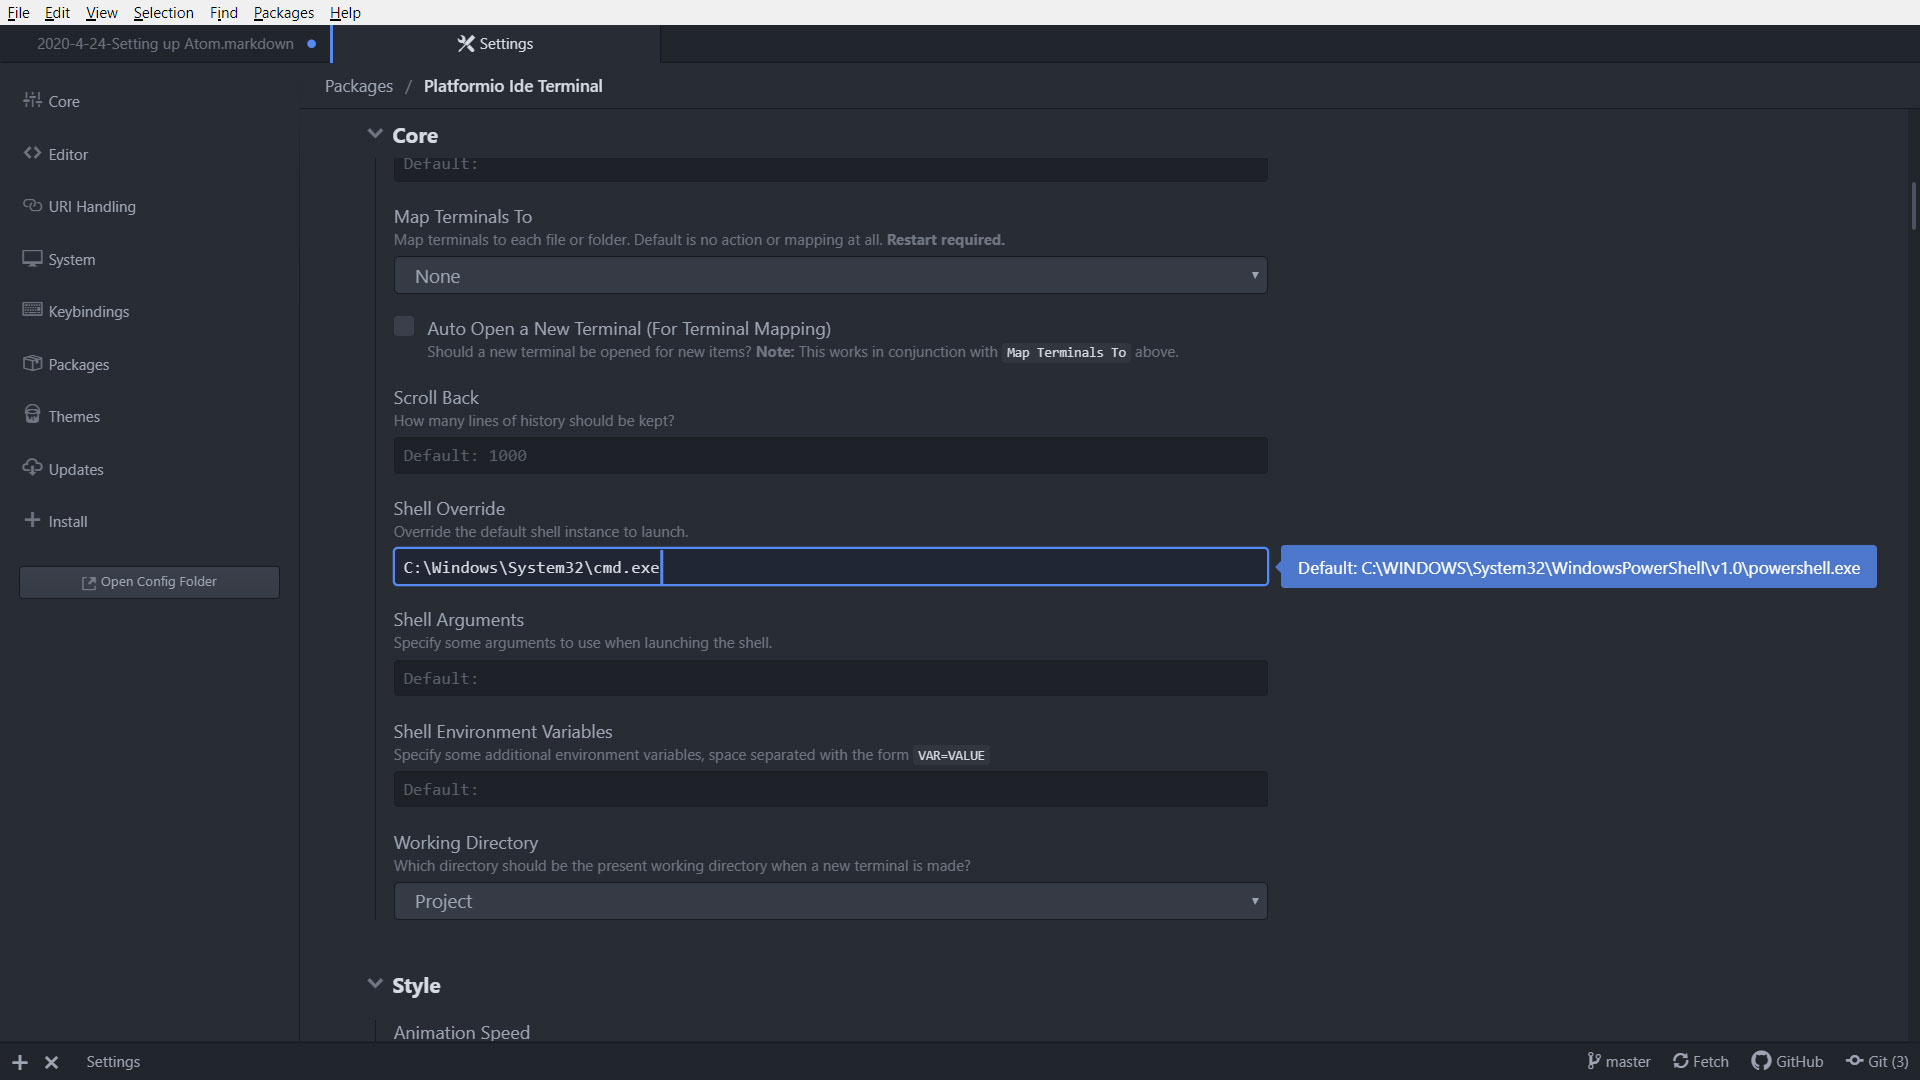 File Edit View Selection Find Packages Help
2020-4-24-Setting up Atom.markdown
Settings
Core
Editor
URI Handling
System
Keybindings
Packages
Themes
Updates
Install
Open Config Folder
Packages / Platformio Ide Terminal
Core
Default:
Map Terminals To
Map terminals to each file or folder. Default is no action or mapping at all. Restart required.
None
Auto Open a New Terminal (For Terminal Mapping)
Should a new terminal be opened for new items? Note: This works in conjunction with Map Terminals To above.
Scroll Back
How many lines of history should be kept?
Default: 1000
Shell Override
Override the default shell instance to launch.
C:\Windows\System32\cmd.exe
Default: C:\WINDOWS\System32\WindowsPowerShell\v1.0\powershell.exe
Shell Arguments
Specify some arguments to use when launching the shell.
Default:
Shell Environment Variables
Specify some additional environment variables, space separated with the form VAR=VALUE
Default:
Working Directory
Which directory should be the present working directory when a new terminal is made?
Project
Style
Animation Speed
Settings
master Fetch GitHub Git (3)